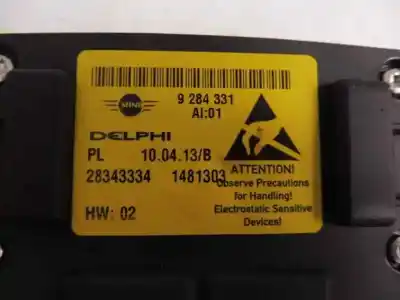 9 284 331
MINI
AI:01
DELPHI
PL 10.04.13/B
28343334 1481303
HW: 02
ATTENTION!
Observe Precautions
for Handling!
Electrostatic Sensitive
Devices!